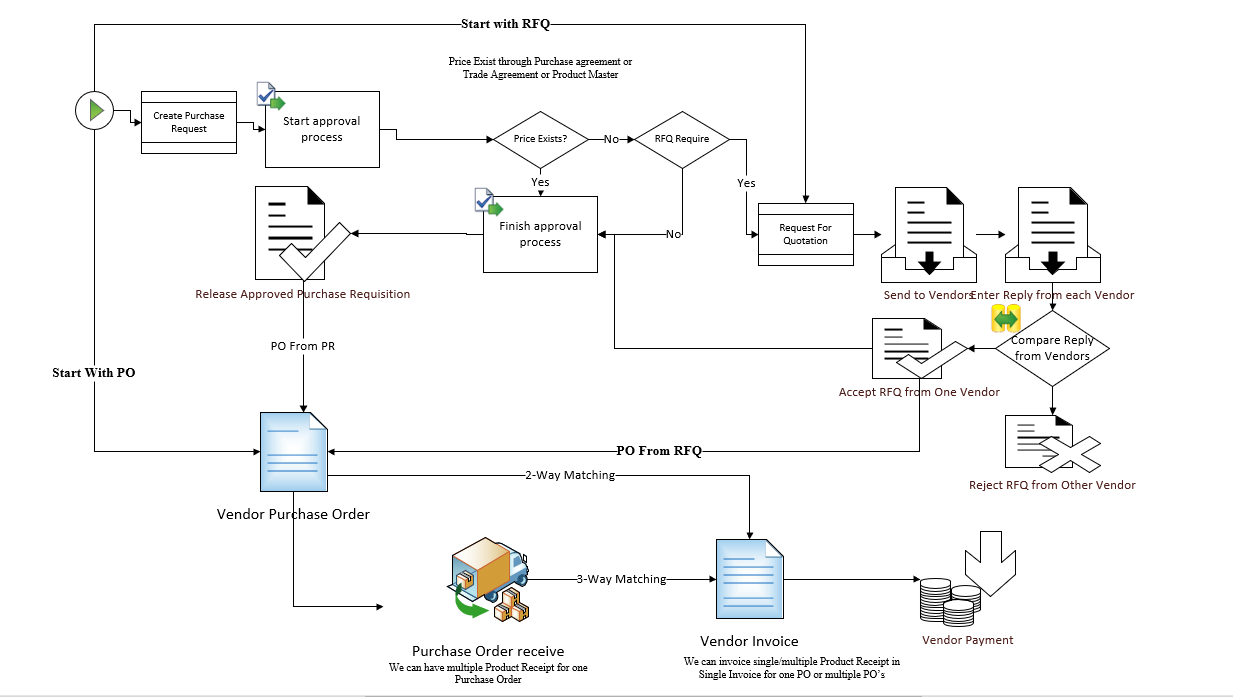 Start with RFQ
Price Exist through Purchase agreement or
Trade Agreement or Product Master
Create Purchase
Request
Start approval
process
Price Exists?
No
RFQ Require
Yes
Yes
Finish approval
process
No
Request For
Quotation
Release Approved Purchase Requisition
Send to Vendors
Enter Reply from each Vendor
PO From PR
Compare Reply
from Vendors
Start With PO
Accept RFQ from One Vendor
PO From RFQ
2-Way Matching
Reject RFQ from Other Vendor
Vendor Purchase Order
3-Way Matching
Purchase Order receive
We can have multiple Product Receipt for one
Purchase Order
Vendor Invoice
We can invoice single/multiple Product Receipt in
Single Invoice for one PO or multiple PO's
Vendor Payment